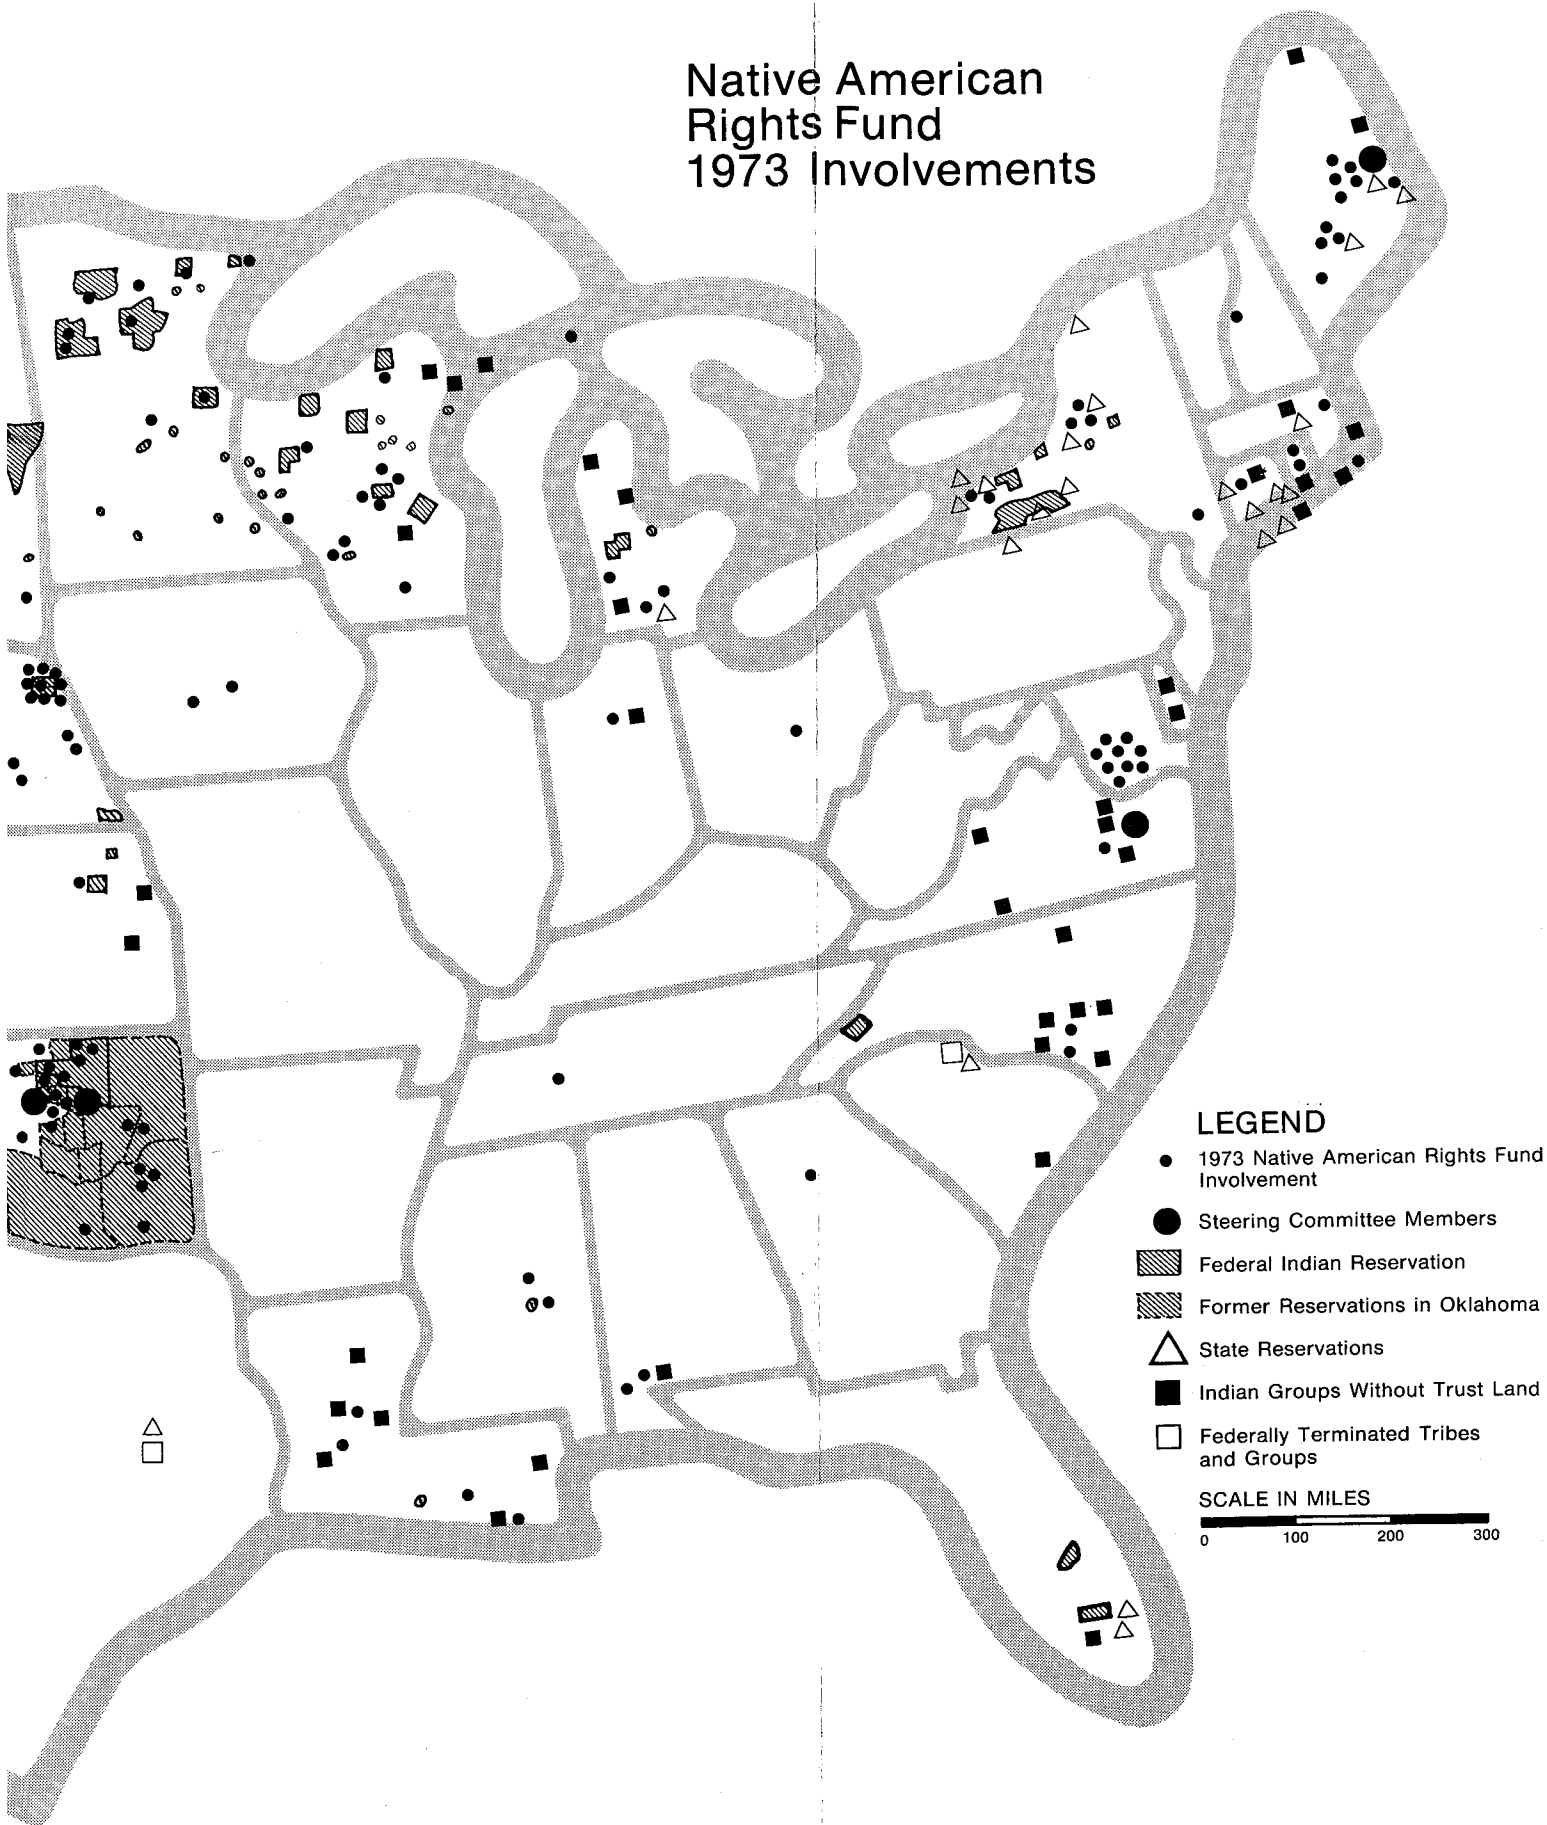 Native American
Rights Fund
1973 Involvements
LEGEND
1973 Native American Rights Fund
Involvement
Steering Committee Members
Federal Indian Reservation
Former Reservations in Oklahoma
State Reservations
Indian Groups Without Trust Land
Federally Terminated Tribes
and Groups
SCALE IN MILES
0 100 200 300